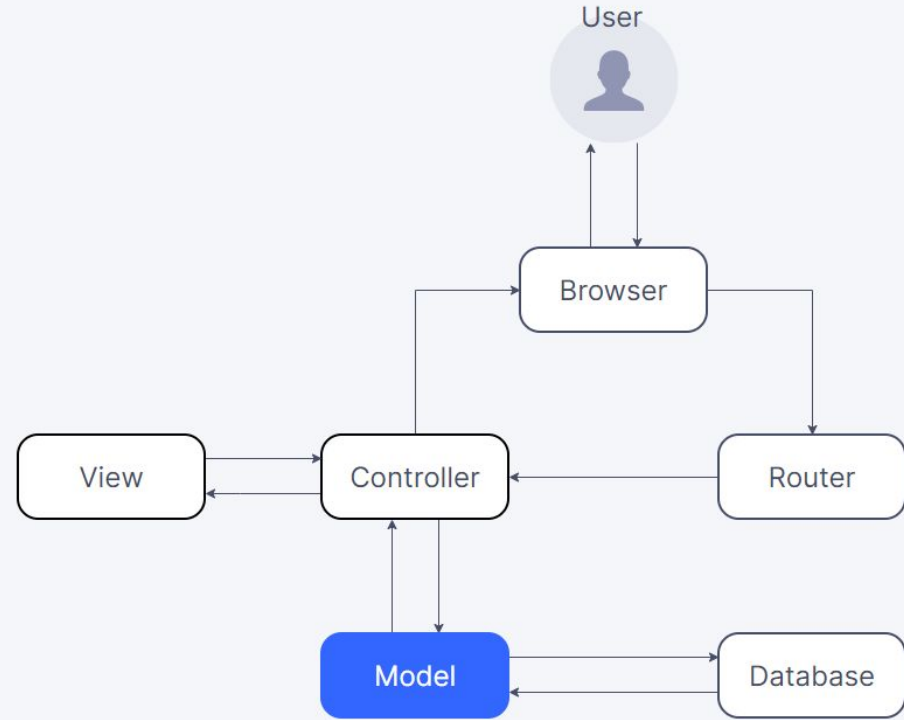 User
Browser
View
Controller
Router
Model
Database